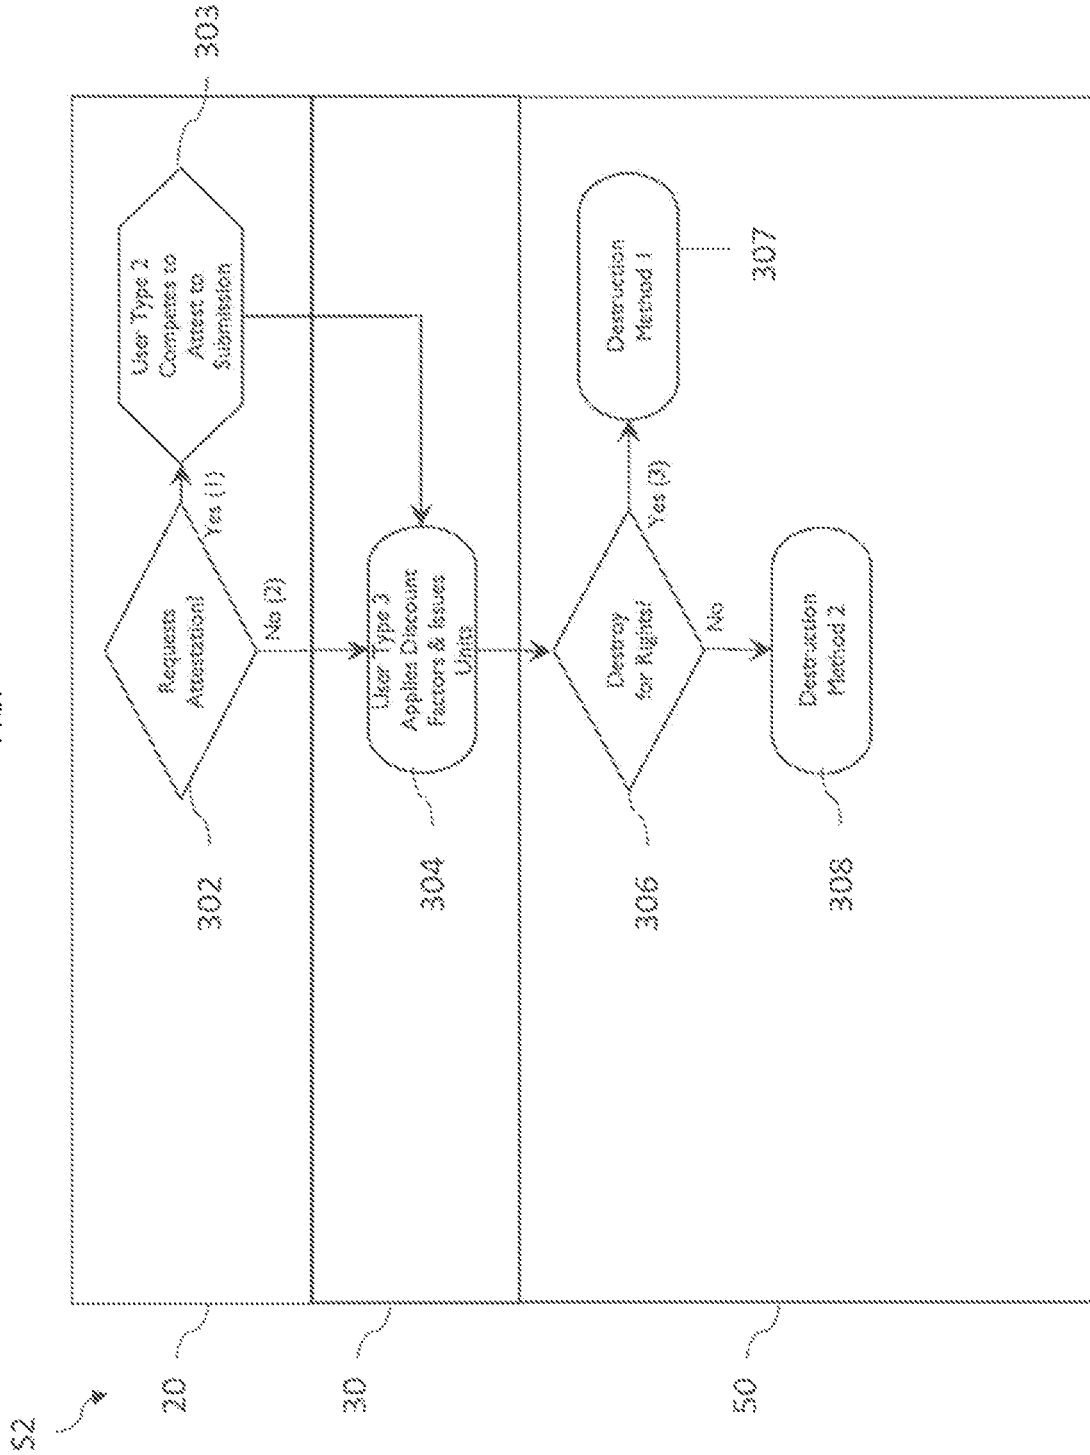 S2
20
302
Requests
Attestation?
Yes (1)
No (2)
User Type 2
Competes to
Attest to
Submission
303
30
304
User Type 3
Applies Discount
Factors & Issues
Units
50
306
Destroy
for Rights?
Yes (3)
No
Destruction
Method 1
307
308
Destruction
Method 2